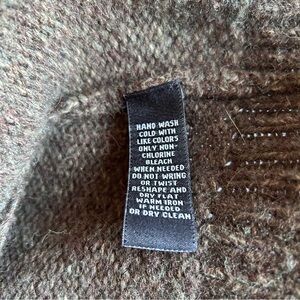 HAND WASH
COLD WITH
LIKE COLORS
ONLY NON-
CHLORINE
BLEACH
WHEN NEEDED
DO NOT WRING
OR TWIST
RESHAPE AND
DRY FLAT
WARM IRON
IF NEEDED
OR DRY CLEAN